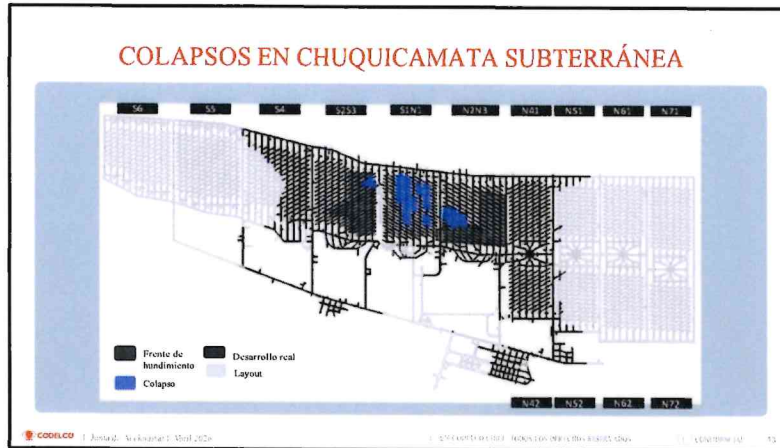 COLAPSOS EN CHUQUICAMATA SUBTERRÁNEA
S6 S5 S4 S2S3 S1N1 N2N3 N41 N51 N61 N71
Frente de hundimiento
Desarrollo real
Colapso
Layout
N42 N52 N62 N72
CODELCO